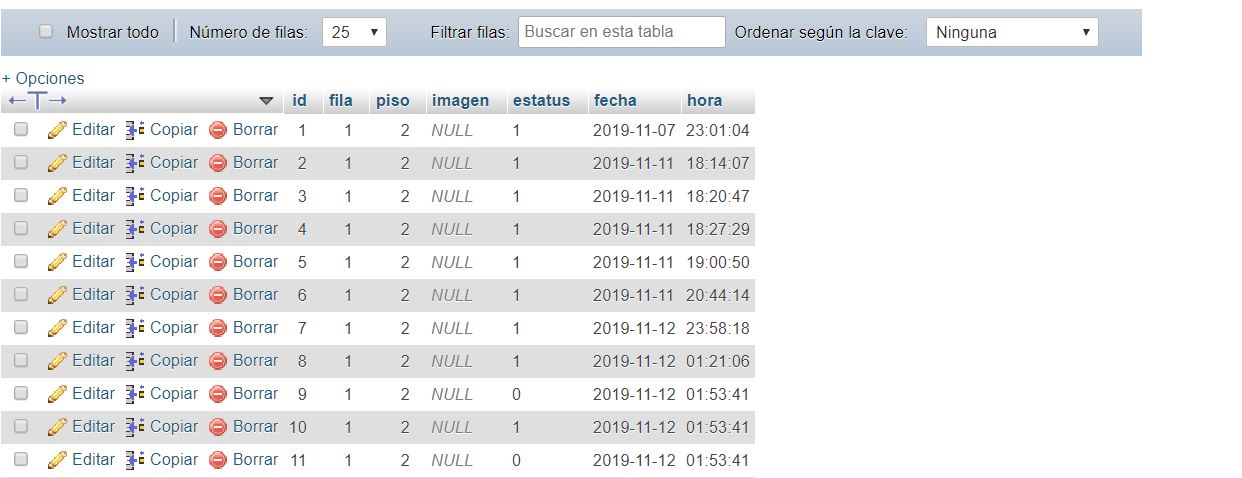 Mostrar todo Número de filas: 25 Filtrar filas: Buscar en esta tabla Ordenar según la clave: Ninguna
+ Opciones
id fila piso imagen estatus fecha hora
Editar Copiar Borrar 1 1 2 NULL 1 2019-11-07 23:01:04
Editar Copiar Borrar 2 1 2 NULL 1 2019-11-11 18:14:07
Editar Copiar Borrar 3 1 2 NULL 1 2019-11-11 18:20:47
Editar Copiar Borrar 4 1 2 NULL 1 2019-11-11 18:27:29
Editar Copiar Borrar 5 1 2 NULL 1 2019-11-11 19:00:50
Editar Copiar Borrar 6 1 2 NULL 1 2019-11-11 20:44:14
Editar Copiar Borrar 7 1 2 NULL 1 2019-11-12 23:58:18
Editar Copiar Borrar 8 1 2 NULL 1 2019-11-12 01:21:06
Editar Copiar Borrar 9 1 2 NULL 0 2019-11-12 01:53:41
Editar Copiar Borrar 10 1 2 NULL 1 2019-11-12 01:53:41
Editar Copiar Borrar 11 1 2 NULL 0 2019-11-12 01:53:41